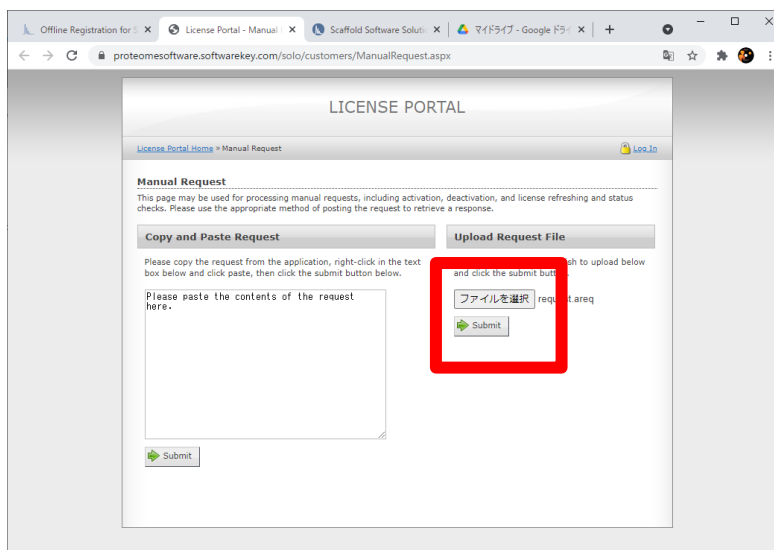 Offline Registration for S
License Portal - Manual
Scaffold Software Soluti
マイドライブ - Google ドライ
proteomesoftware.softwarekey.com/solo/customers/ManualRequest.aspx
LICENSE PORTAL
License Portal Home » Manual Request
Log In
Manual Request
This page may be used for processing manual requests, including activation, deactivation, and license refreshing and status
checks. Please use the appropriate method of posting the request to retrieve a response.
Copy and Paste Request
Upload Request File
Please copy the request from the application, right-click in the text
box below and click paste, then click the submit button below.
sh to upload below
and click the submit
Please paste the contents of the request
here.
ファイルを選択
.areq
Submit
Submit